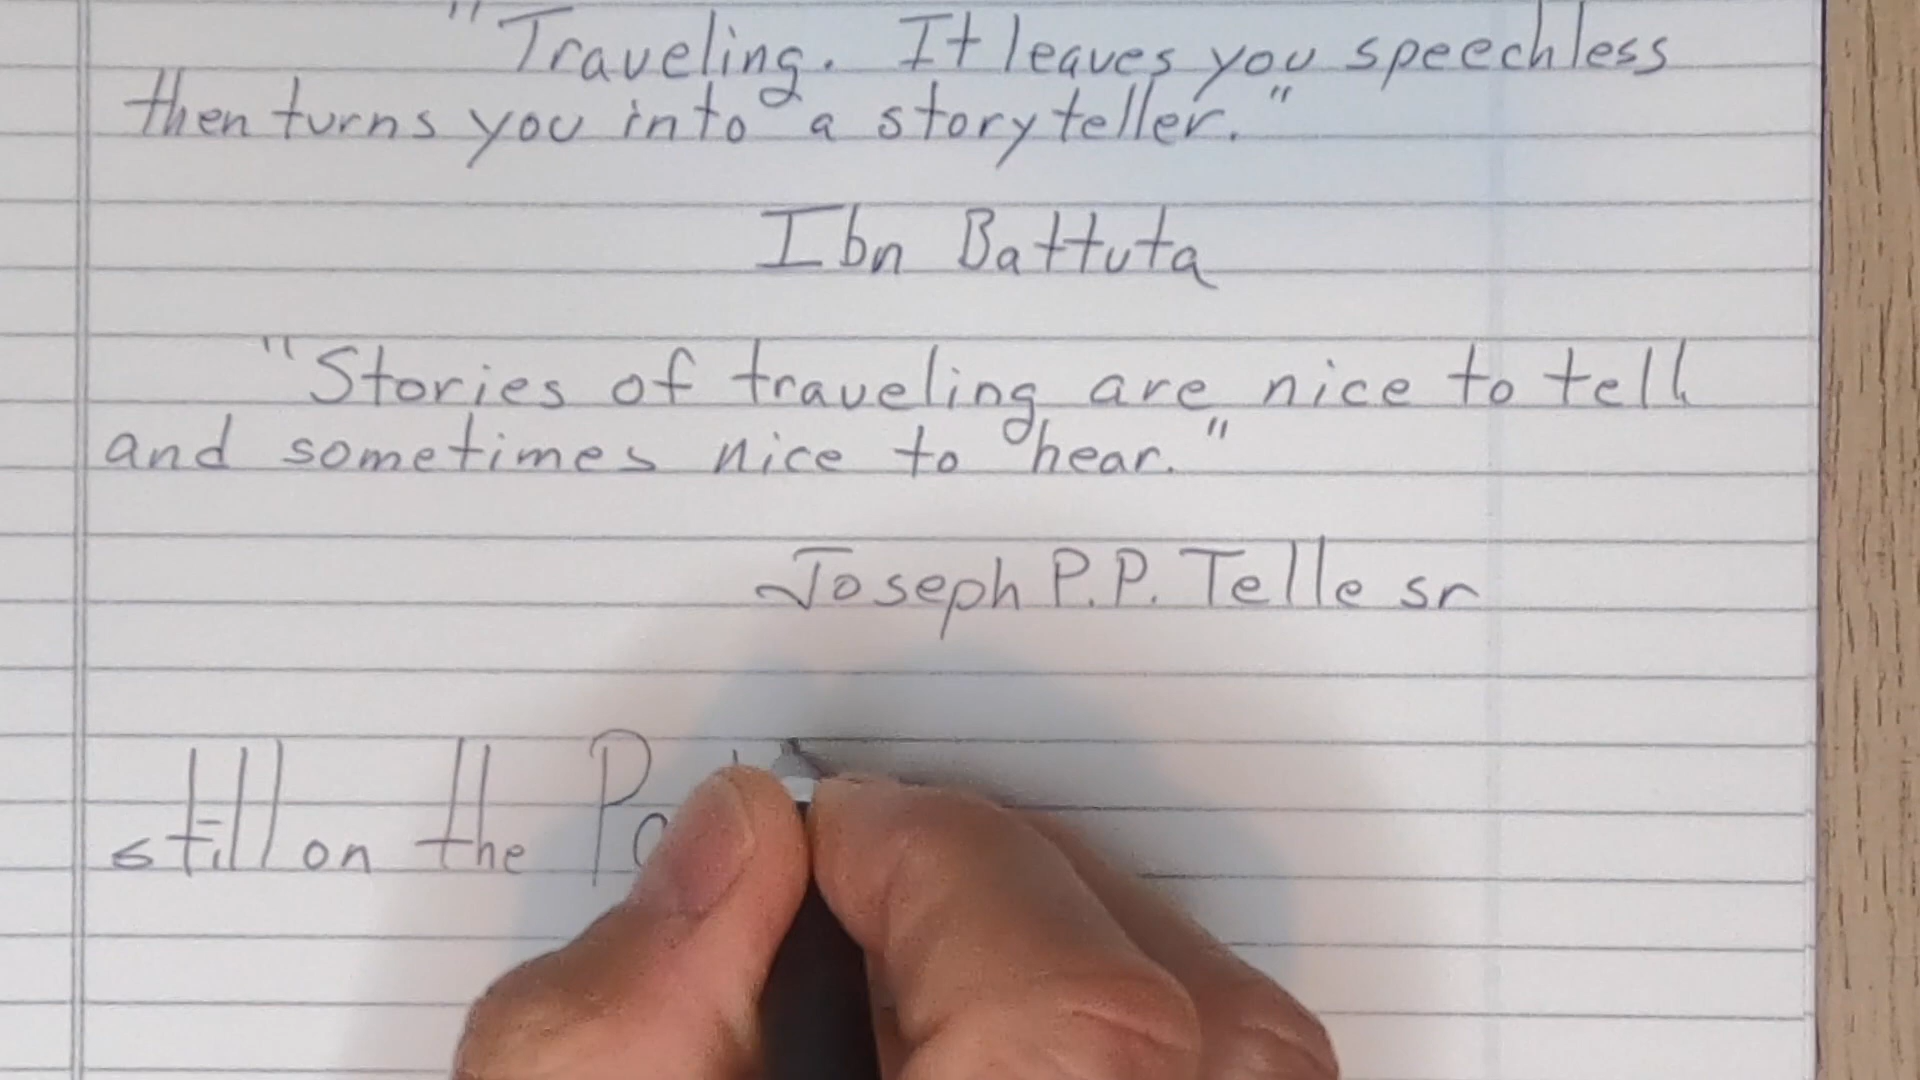 "Traveling. It leaves you speechless
then turns you into a storyteller."
Ibn Battuta
"Stories of traveling are nice to tell
and sometimes nice to hear."
Joseph P.P. Telle sr
still on the